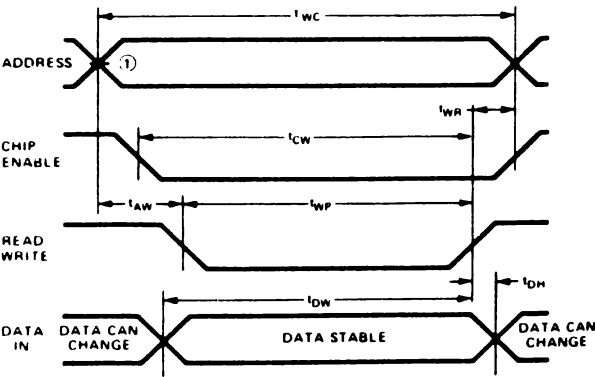 tWC
ADDRESS
1
tWR
tCW
CHIP
ENABLE
tAW
tWP
READ
WRITE
tDH
tDW
DATA
IN
DATA CAN
CHANGE
DATA STABLE
DATA CAN
CHANGE